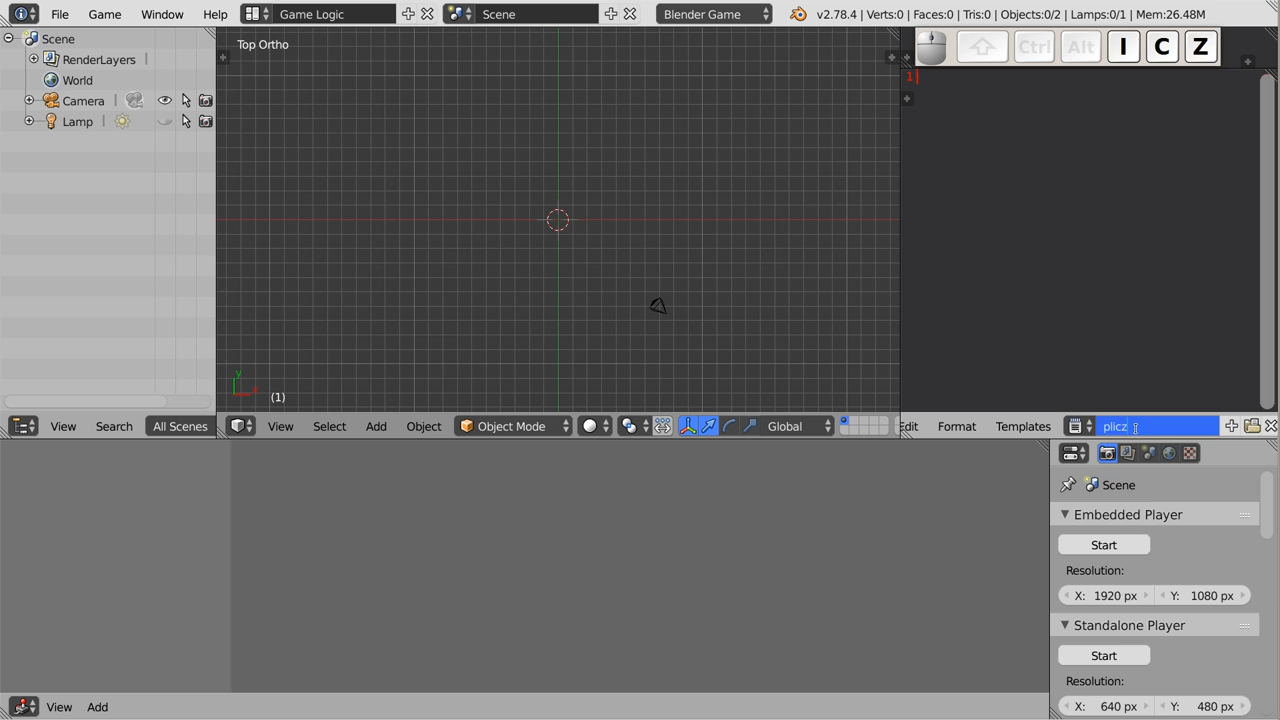 File Game Window Help Game Logic Scene Blender Game v2.78.4 | Verts:0 | Faces:0 | Tris:0 | Objects:0/2 | Lamps:0/1 | Mem:26.48M
Scene
RenderLayers
World
Camera
Lamp
Top Ortho
Ctrl Alt I C Z
1
y
x
(1)
View Search All Scenes
View Select Add Object Object Mode Global
Edit Format Templates plicz
Scene
Embedded Player
Start
Resolution:
X: 1920 px Y: 1080 px
Standalone Player
Start
Resolution:
X: 640 px Y: 480 px
View Add